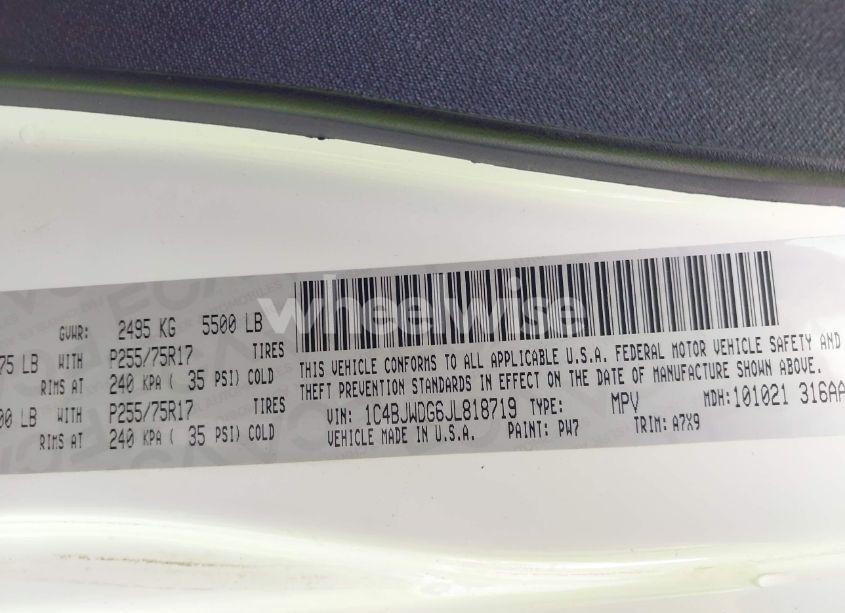 wheelwise
GVWR: 2495 KG 5500 LB
75 LB WITH P255/75R17 TIRES
RIMS AT 240 KPA ( 35 PSI) COLD
00 LB WITH P255/75R17 TIRES
RIMS AT 240 KPA ( 35 PSI) COLD
THIS VEHICLE CONFORMS TO ALL APPLICABLE U.S.A. FEDERAL MOTOR VEHICLE SAFETY AND
THEFT PREVENTION STANDARDS IN EFFECT ON THE DATE OF MANUFACTURE SHOWN ABOVE.
VIN: 1C4BJWDG6JL818719 TYPE: MPV MDH:101021 316AA
VEHICLE MADE IN U.S.A. PAINT: PW7 TRIM: A7X9